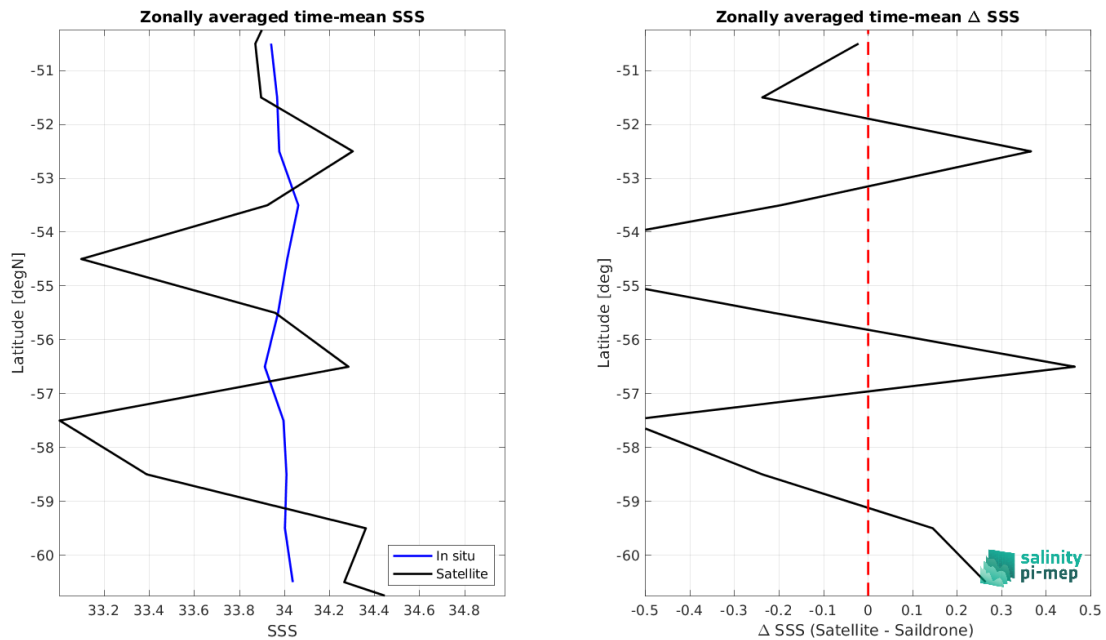 Zonally averaged time-mean SSS
Latitude [degN]
-51
-52
-53
-54
-55
-56
-57
-58
-59
-60
33.2 33.4 33.6 33.8 34 34.2 34.4 34.6 34.8
SSS
In situ
Satellite
Zonally averaged time-mean Δ SSS
Latitude [deg]
-51
-52
-53
-54
-55
-56
-57
-58
-59
-60
-0.5 -0.4 -0.3 -0.2 -0.1 0 0.1 0.2 0.3 0.4 0.5
Δ SSS (Satellite - Saildrone)
salinity
pi-mep